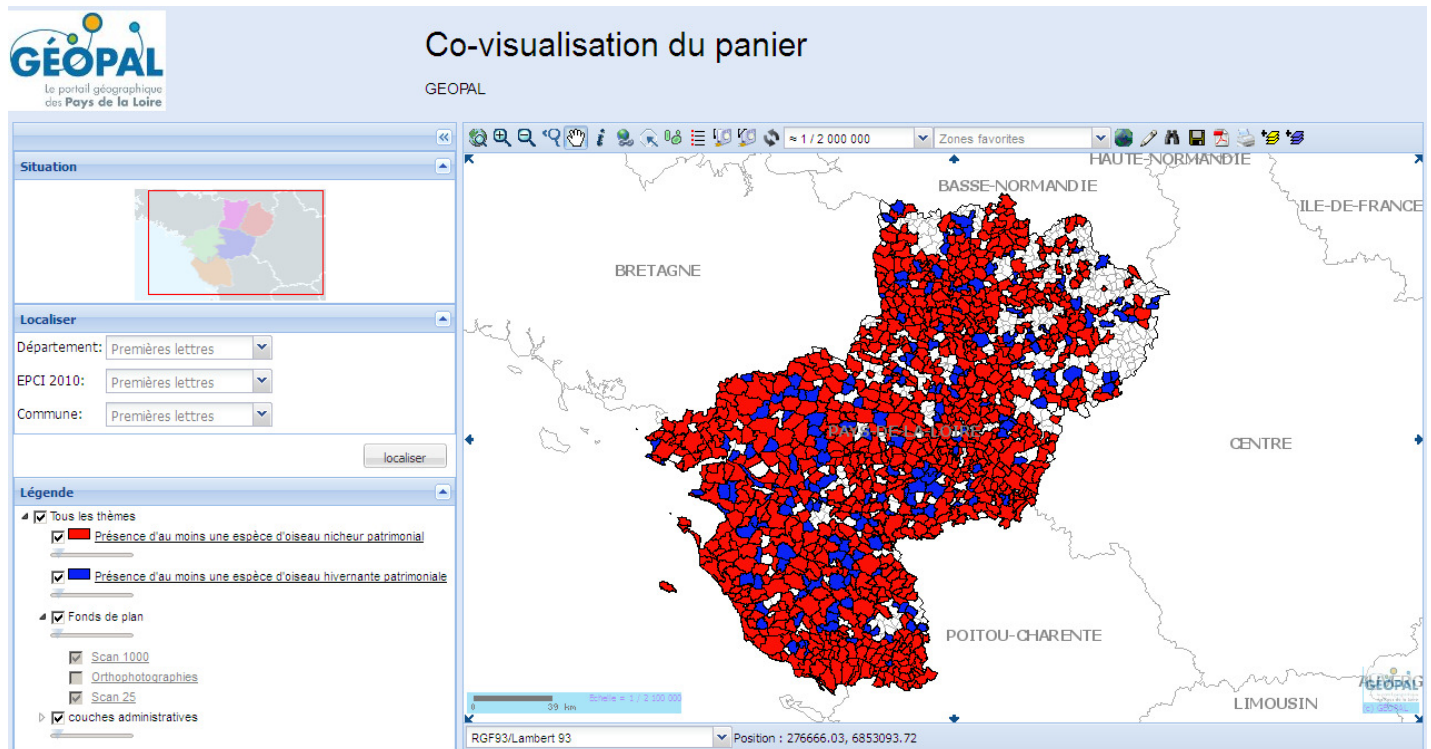 GÉOPAL
Le portail géographique
des Pays de la Loire
Co-visualisation du panier
GEOPAL
Situation
Localiser
Département: Premières lettres
EPCI 2010: Premières lettres
Commune: Premières lettres
localiser
Légende
Tous les thèmes
Présence d'au moins une espèce d'oiseau nicheur patrimonial
Présence d'au moins une espèce d'oiseau hivernante patrimoniale
Fonds de plan
Scan 1000
Orthophotographies
Scan 25
couches administratives
≈ 1 / 2 000 000 Zones favorites
HAUTE-NORMANDIE
BASSE-NORMANDIE
ILE-DE-FRANCE
BRETAGNE
PAYS-DE-LA-LOIRE
CENTRE
POITOU-CHARENTE
LIMOUSIN
GÉOPAL
(c) GEOPAL
Echelle = 1 / 2 100 000
0 39 km
RGF93/Lambert 93 Position : 276666.03, 6853093.72